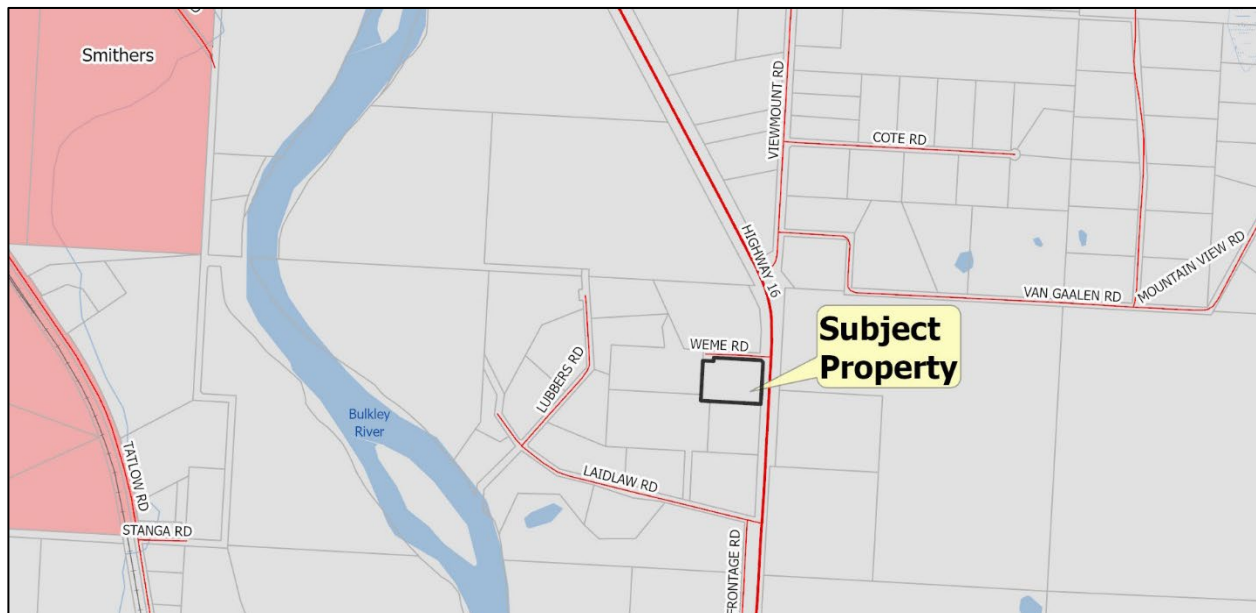 Smithers
VIEWMOUNT RD
COTE RD
HIGHWAY 16
MOUNTAIN VIEW RD
VAN GAALEN RD
Subject
Property
WEME RD
LUBBERS RD
Bulkley
River
TATLOW RD
LAIDLAW RD
STANGA RD
FRONTAGE RD